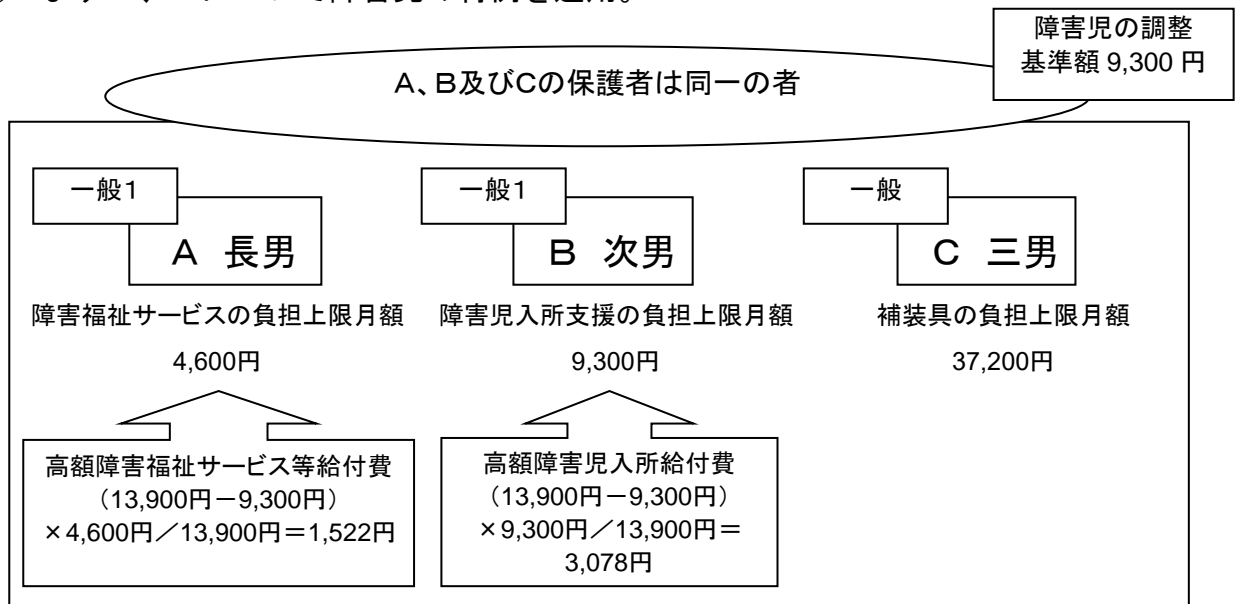 障害児の調整
基準額 9,300 円
A、B及びCの保護者は同一の者
一般1
A 長男
障害福祉サービスの負担上限月額
4,600円
高額障害福祉サービス等給付費
(13,900円-9,300円)
×4,600円/13,900円=1,522円
一般1
B 次男
障害児入所支援の負担上限月額
9,300円
高額障害児入所給付費
(13,900円-9,300円)
×9,300円/13,900円=
3,078円
一般
C 三男
補装具の負担上限月額
37,200円